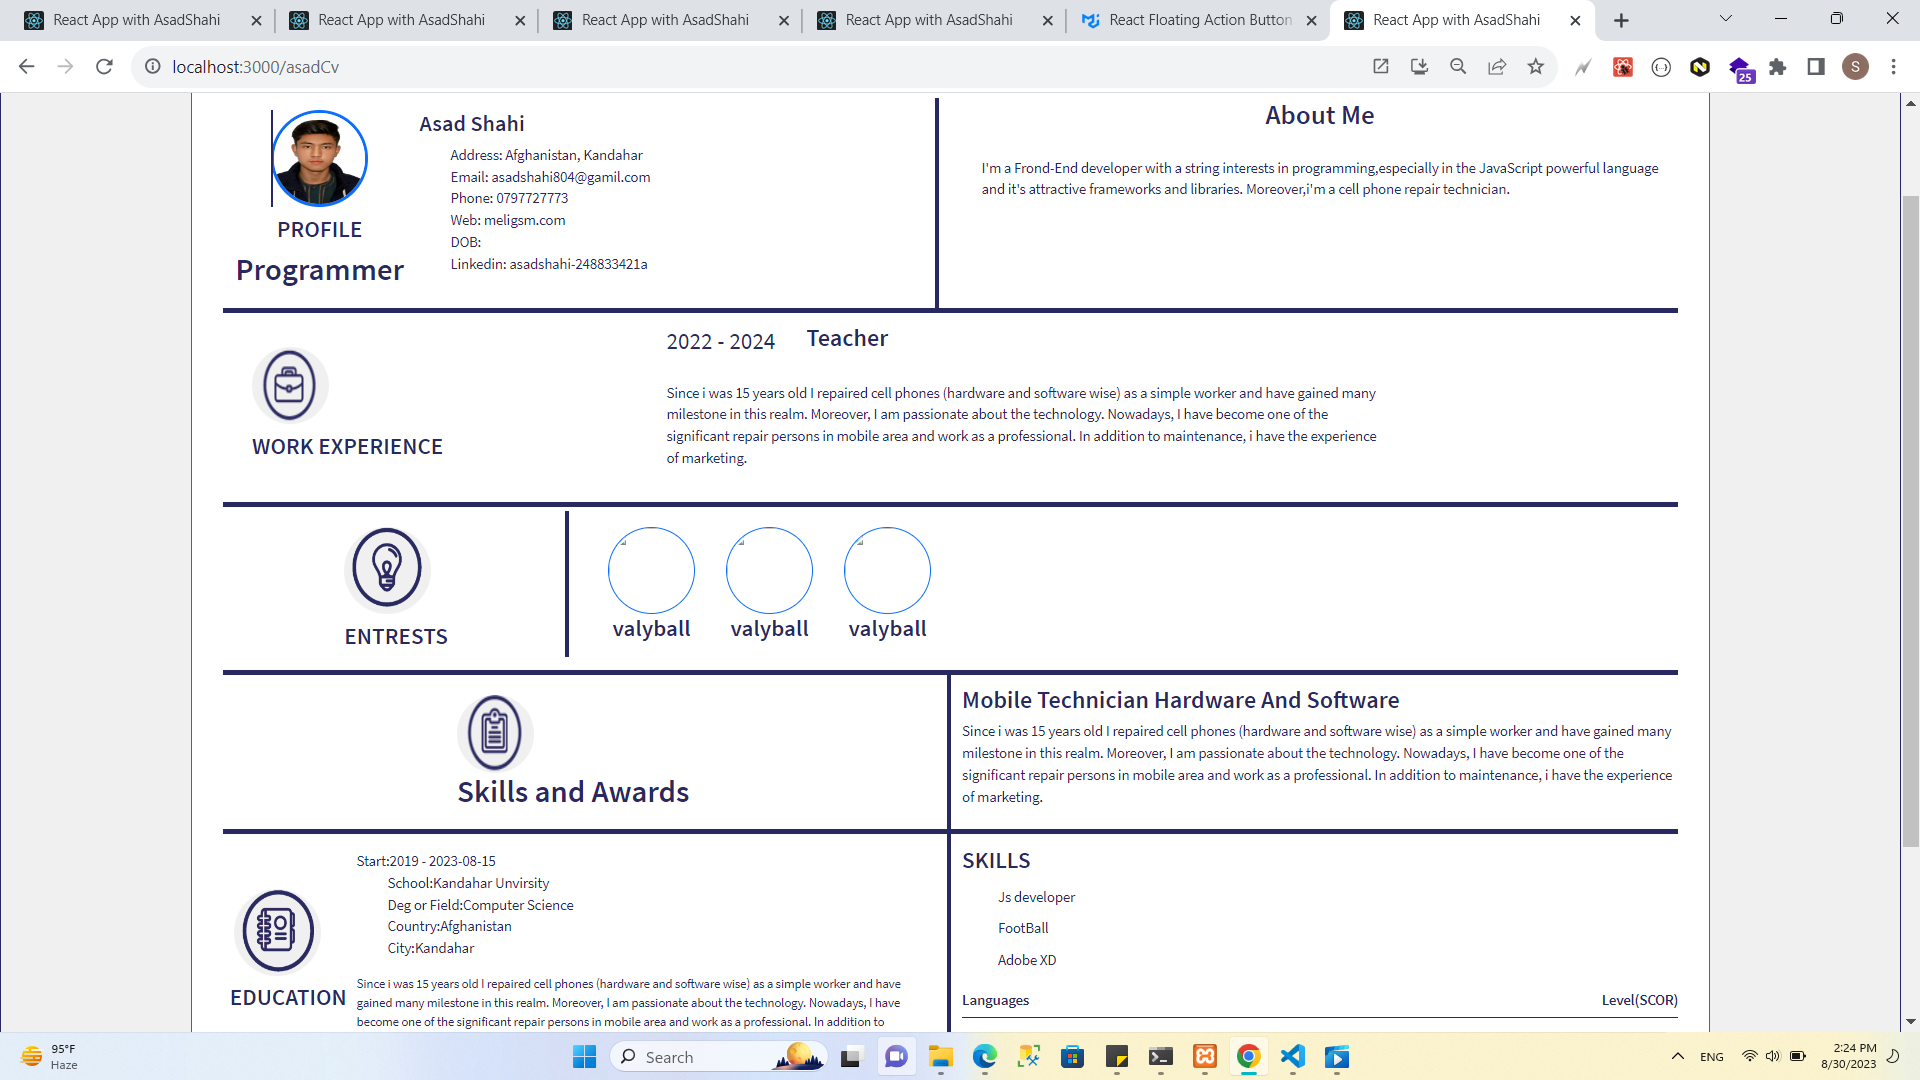 React App with AsadShahi
React App with AsadShahi
React App with AsadShahi
React App with AsadShahi
React Floating Action Button
React App with AsadShahi
localhost:3000/asadCv
25
S
Asad Shahi
Address: Afghanistan, Kandahar
Email: asadshahi804@gamil.com
Phone: 0797727773
Web: meligsm.com
DOB:
Linkedin: asadshahi-248833421a
PROFILE
Programmer
About Me
I'm a Frond-End developer with a string interests in programming,especially in the JavaScript powerful language
and it's attractive frameworks and libraries. Moreover,i'm a cell phone repair technician.
WORK EXPERIENCE
2022 - 2024
Teacher
Since i was 15 years old I repaired cell phones (hardware and software wise) as a simple worker and have gained many
milestone in this realm. Moreover, I am passionate about the technology. Nowadays, I have become one of the
significant repair persons in mobile area and work as a professional. In addition to maintenance, i have the experience
of marketing.
ENTRESTS
valyball
valyball
valyball
Skills and Awards
Mobile Technician Hardware And Software
Since i was 15 years old I repaired cell phones (hardware and software wise) as a simple worker and have gained many
milestone in this realm. Moreover, I am passionate about the technology. Nowadays, I have become one of the
significant repair persons in mobile area and work as a professional. In addition to maintenance, i have the experience
of marketing.
EDUCATION
Start:2019 - 2023-08-15
School:Kandahar Unvirsity
Deg or Field:Computer Science
Country:Afghanistan
City:Kandahar
Since i was 15 years old I repaired cell phones (hardware and software wise) as a simple worker and have
gained many milestone in this realm. Moreover, I am passionate about the technology. Nowadays, I have
become one of the significant repair persons in mobile area and work as a professional. In addition to
SKILLS
Js developer
FootBall
Adobe XD
Languages
Level(SCOR)
95°F
Haze
Search
ENG
2:24 PM
8/30/2023